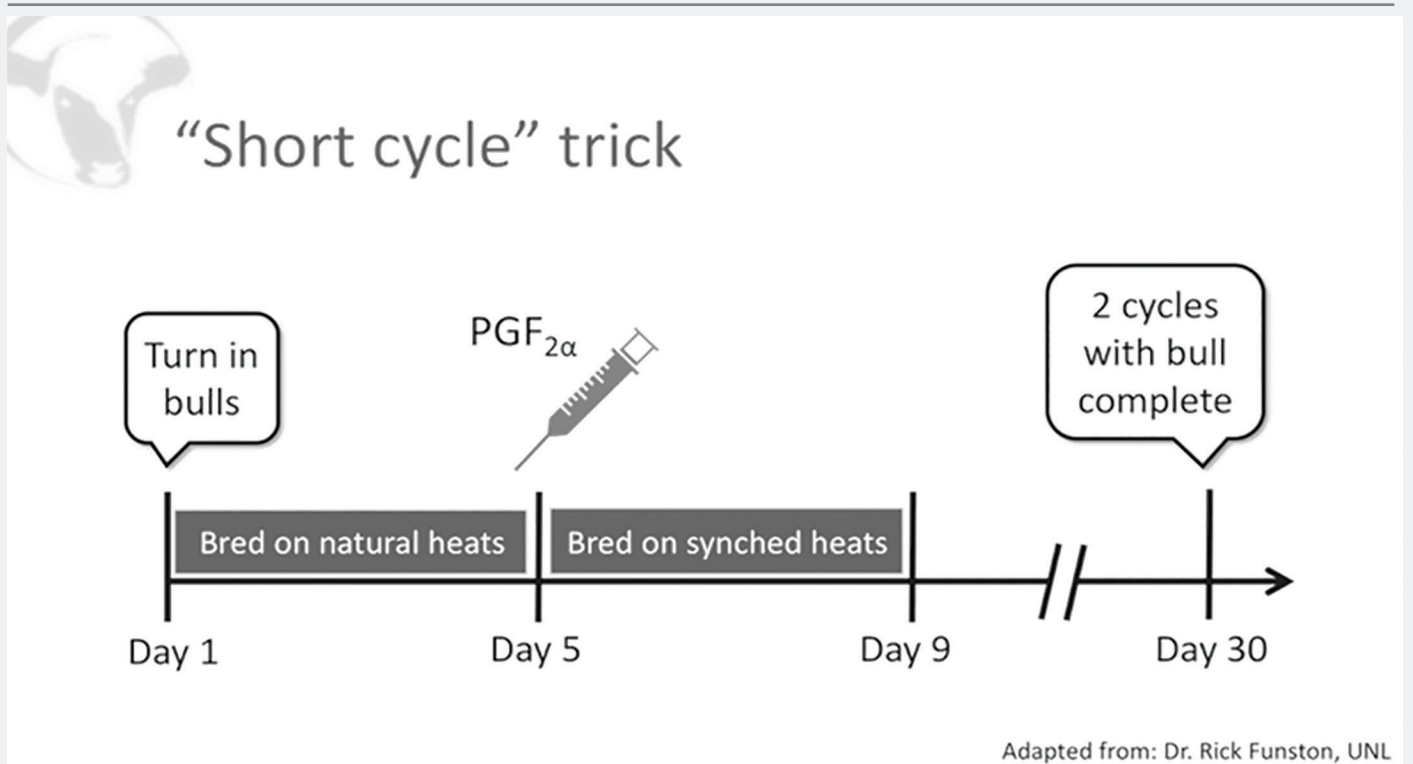 “Short cycle” trick
Turn in
bulls
PGF2α
2 cycles
with bull
complete
Bred on natural heats
Bred on synched heats
Day 1
Day 5
Day 9
Day 30
Adapted from: Dr. Rick Funston, UNL